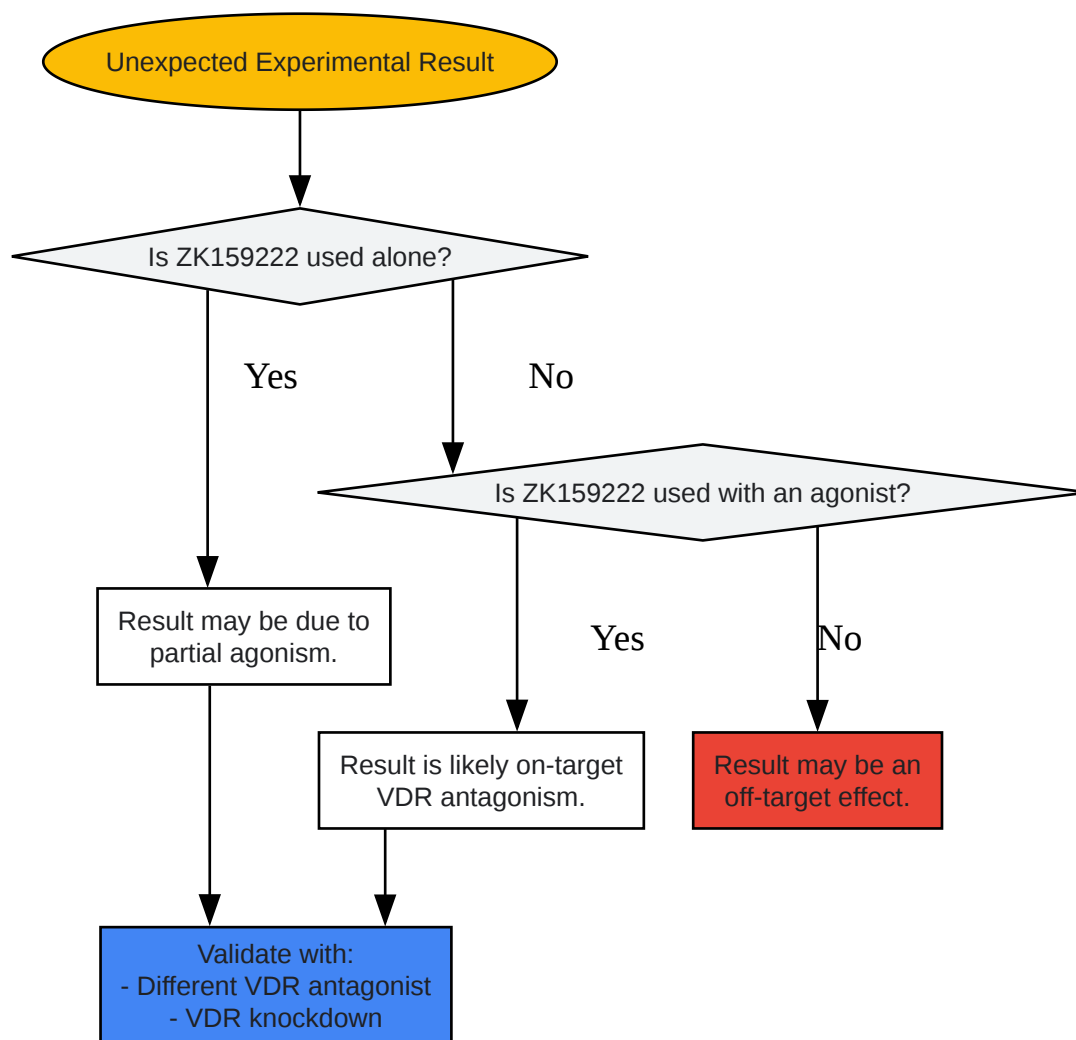 Unexpected Experimental Result
Is ZK159222 used alone?
Yes
No
Is ZK159222 used with an agonist?
Result may be due to
partial agonism.
Yes
No
Result is likely on-target
VDR antagonism.
Result may be an
off-target effect.
Validate with:
- Different VDR antagonist
- VDR knockdown